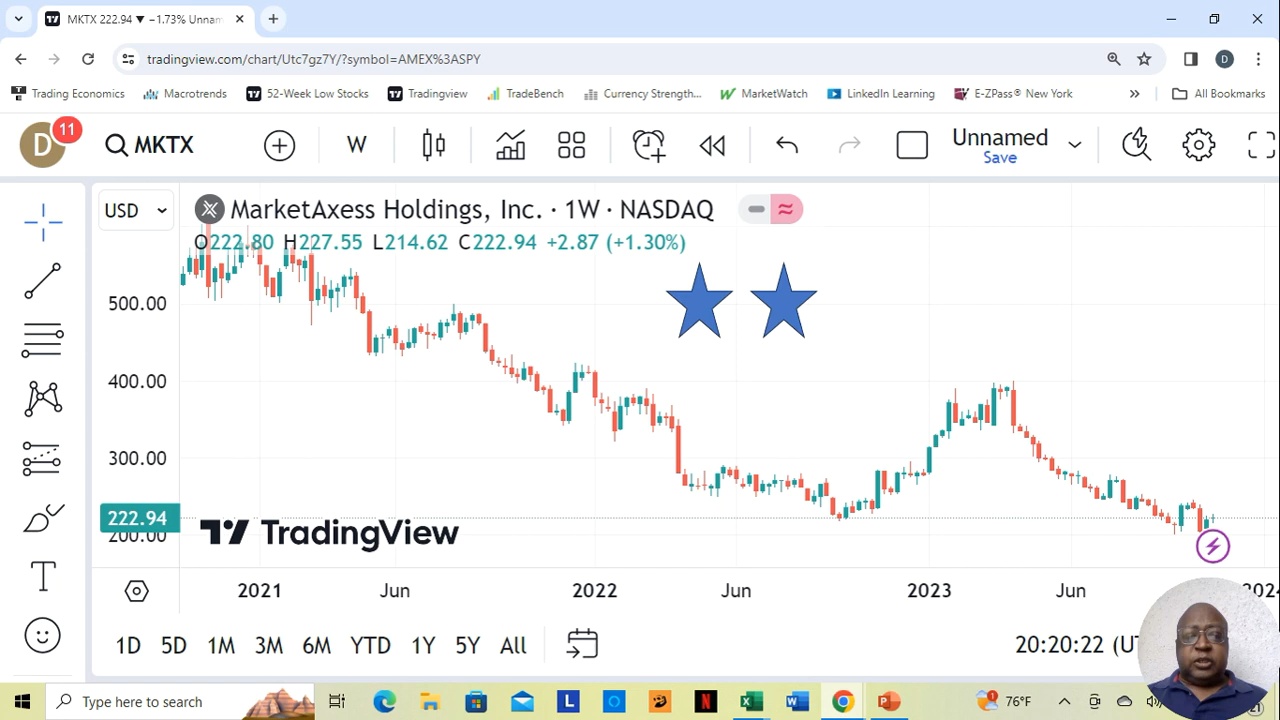 MKTX 222.94 ▼ −1.73% Unnam
tradingview.com/chart/Utc7gz7Y/?symbol=AMEX%3ASPY
D
Trading Economics
Macrotrends
52-Week Low Stocks
Tradingview
TradeBench
Currency Strength...
MarketWatch
LinkedIn Learning
E-ZPass® New York
All Bookmarks
D
11
MKTX
W
Unnamed
Save
USD
MarketAxess Holdings, Inc. · 1W · NASDAQ
O222.80 H227.55 L214.62 C222.94 +2.87 (+1.30%)
500.00
400.00
300.00
222.94
200.00
TradingView
2021 Jun 2022 Jun 2023 Jun
1D 5D 1M 3M 6M YTD 1Y 5Y All
20:20:22 (UT
Type here to search
76°F